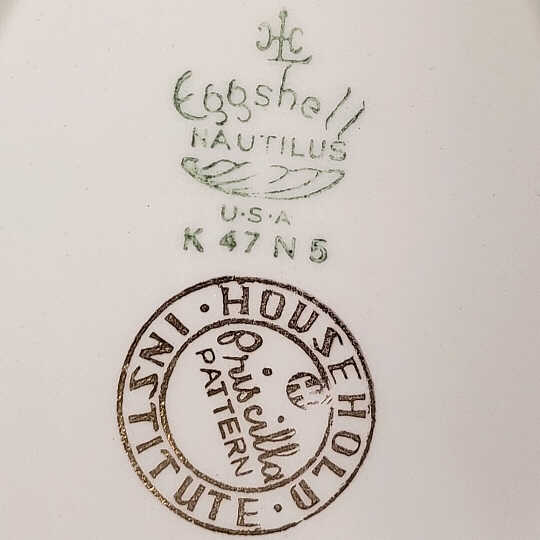 HLC
Eggshell
NAUTILUS
U·S·A
K 47 N 5
· HOUSEHOLD · INSTITUTE
Priscilla
PATTERN